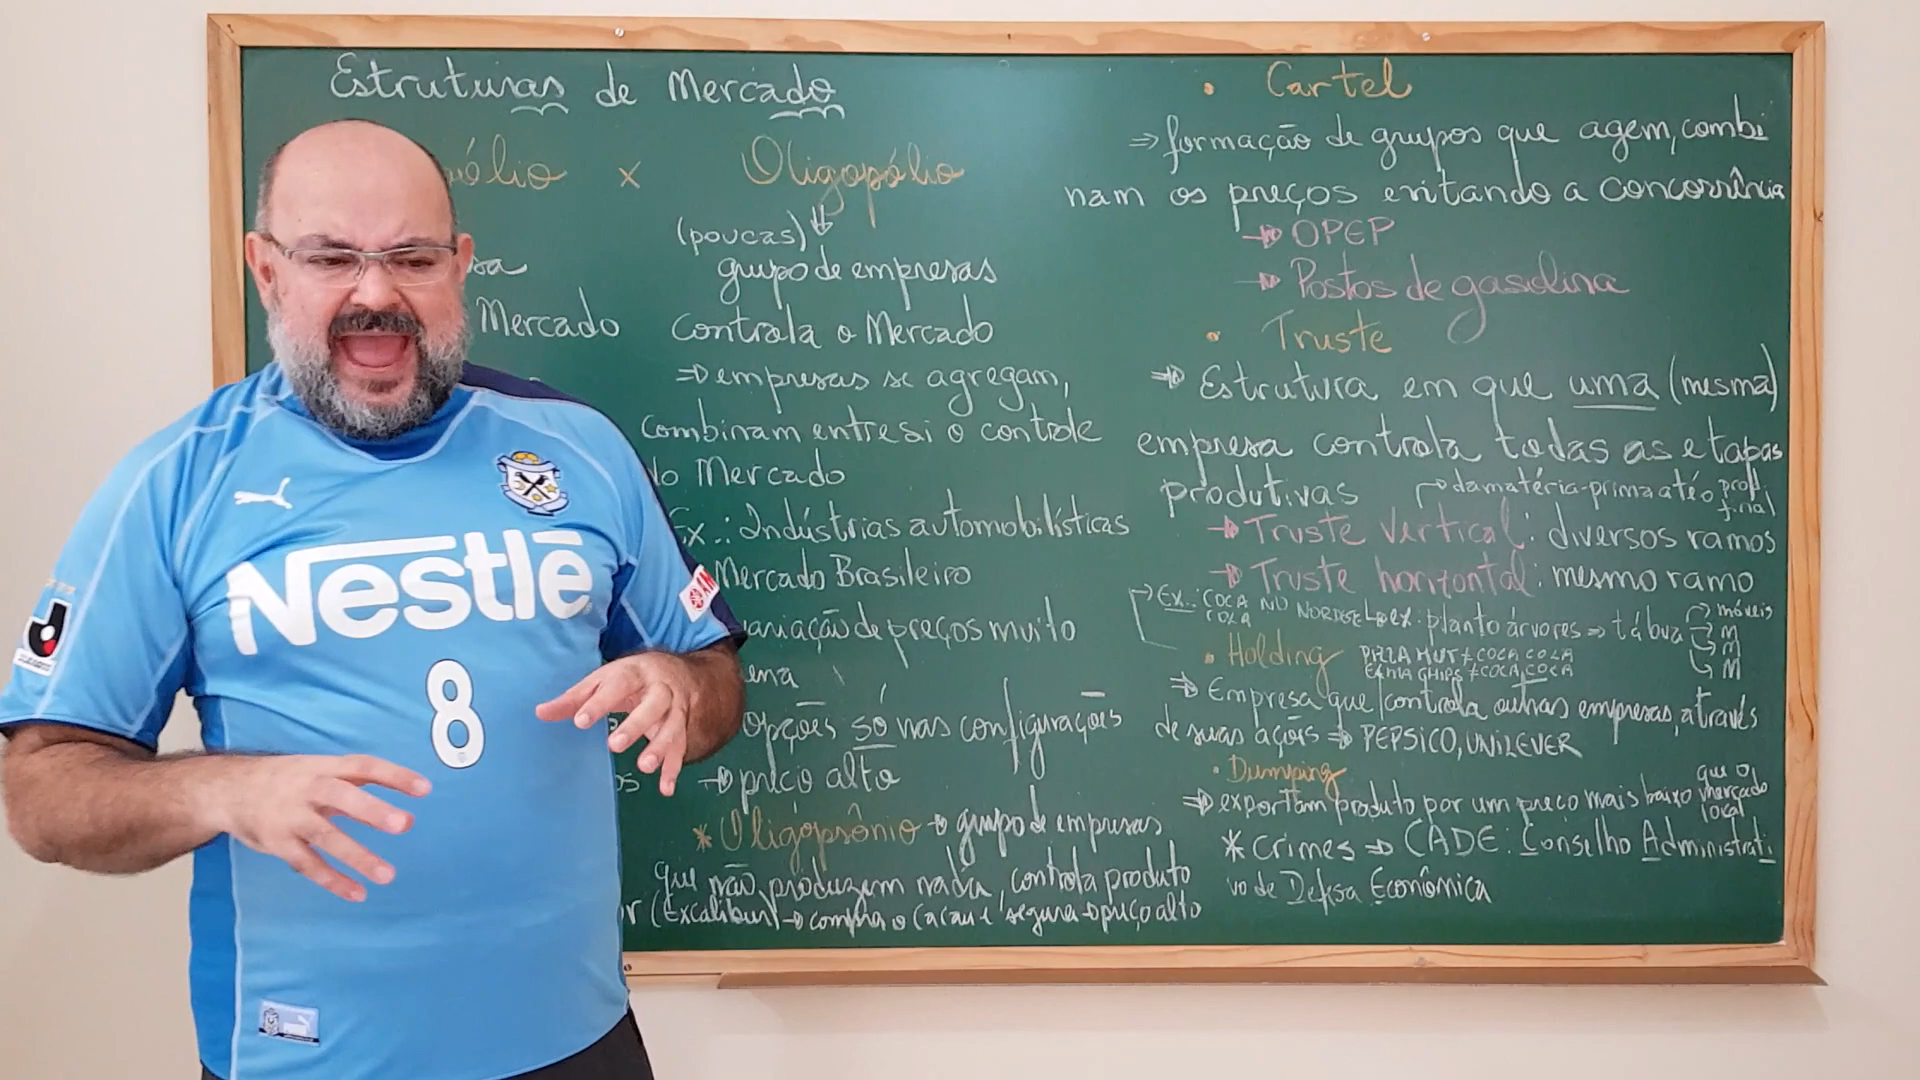 Estruturas de Mercado
ólio x Oligopólio
(poucas)
grupo de empresas
sa
Mercado
controla o Mercado
⇒ empresas se agregam,
combinam entre si o controle
do Mercado
Ex.: Indústrias automobilísticas
Mercado Brasileiro
variação de preços muito
ena
opções só nas configurações
os → preço alto
* Oligopsônio → grupo de empresas
que não produzem nada, controla produto
r (Excalibur) → compra o cacau e segura → preço alto
• Cartel
⇒ formação de grupos que agem, combi
nam os preços evitando a concorrência
→ OPEP
→ Postos de gasolina
• Truste
⇒ Estrutura em que uma (mesma)
empresa controla todas as etapas
produtivas
da matéria-prima até o prod. final
→ Truste vertical: diversos ramos
→ Truste horizontal: mesmo ramo
Ex.: COCA COLA NO NORDESTE
ex: planto árvores ⇒ tábua
móveis
M
M
• Holding
PIZZA HUT ≠ COCA COLA
ELMA CHIPS ≠ COCA COLA
⇒ Empresa que controla outras empresas, através
de suas ações ⇒ PEPSICO, UNILEVER
• Dumping
⇒ exportam produto por um preço mais baixo que o mercado local
* Crimes ⇒ CADE: Conselho Administrati
vo de Defesa Econômica
Nestlé
8
J.LEAGUE
PUMA